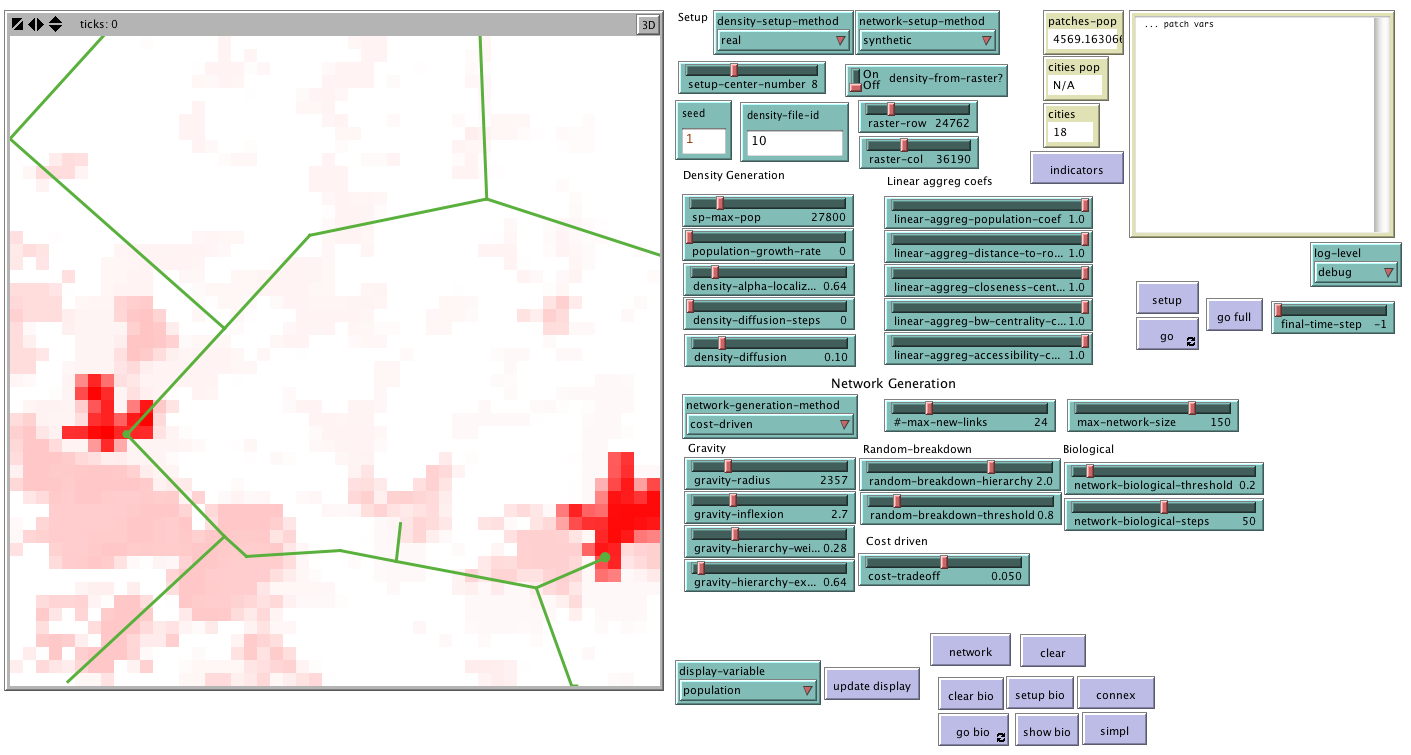 ticks: 0
3D
Setup
density-setup-method
real
network-setup-method
synthetic
setup-center-number 8
On
Off
density-from-raster?
seed
1
density-file-id
10
raster-row 24762
raster-col 36190
patches-pop
4569.163066
cities pop
N/A
cities
18
indicators
... patch vars
log-level
debug
setup
go
go full
final-time-step -1
Density Generation
sp-max-pop 27800
population-growth-rate 0
density-alpha-localiz... 0.64
density-diffusion-steps 0
density-diffusion 0.10
Linear aggreg coefs
linear-aggreg-population-coef 1.0
linear-aggreg-distance-to-ro... 1.0
linear-aggreg-closeness-cent... 1.0
linear-aggreg-bw-centrality-c... 1.0
linear-aggreg-accessibility-c... 1.0
Network Generation
network-generation-method
cost-driven
#-max-new-links 24
max-network-size 150
Gravity
gravity-radius 2357
gravity-inflexion 2.7
gravity-hierarchy-wei... 0.28
gravity-hierarchy-ex... 0.64
Random-breakdown
random-breakdown-hierarchy 2.0
random-breakdown-threshold 0.8
Biological
network-biological-threshold 0.2
network-biological-steps 50
Cost driven
cost-tradeoff 0.050
display-variable
population
update display
network
clear
clear bio
setup bio
connex
go bio
show bio
simpl